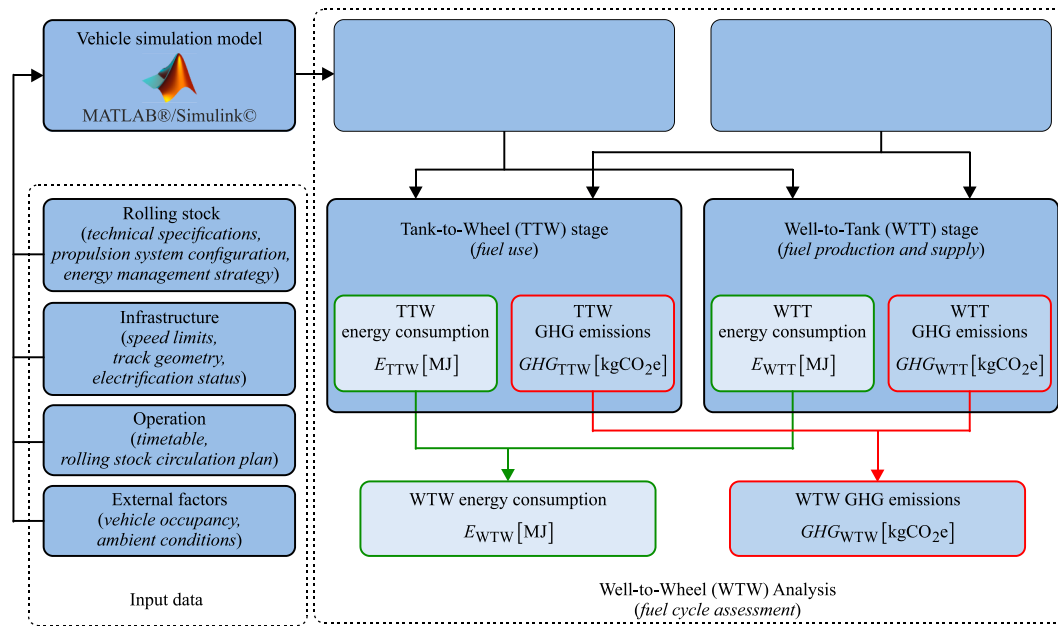 Vehicle simulation model
MATLAB®/Simulink©
Rolling stock
(technical specifications,
propulsion system configuration,
energy management strategy)
Infrastructure
(speed limits,
track geometry,
electrification status)
Operation
(timetable,
rolling stock circulation plan)
External factors
(vehicle occupancy,
ambient conditions)
Input data
Tank-to-Wheel (TTW) stage
(fuel use)
TTW
energy consumption
E_TTW [MJ]
TTW
GHG emissions
GHG_TTW [kgCO₂e]
Well-to-Tank (WTT) stage
(fuel production and supply)
WTT
energy consumption
E_WTT [MJ]
WTT
GHG emissions
GHG_WTT [kgCO₂e]
WTW energy consumption
E_WTW [MJ]
WTW GHG emissions
GHG_WTW [kgCO₂e]
Well-to-Wheel (WTW) Analysis
(fuel cycle assessment)